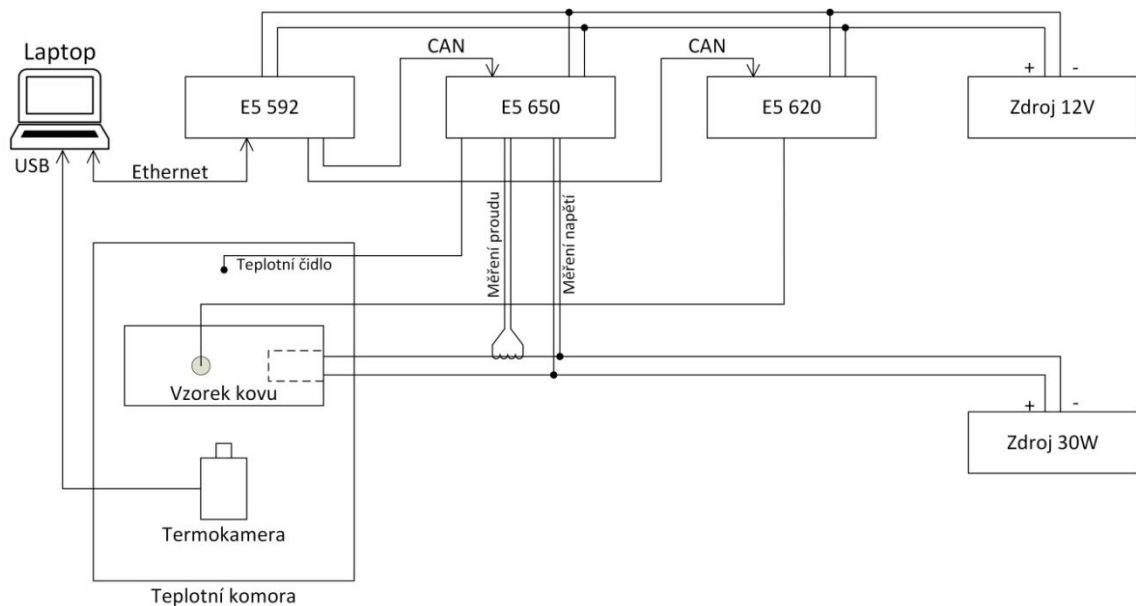 Laptop
CAN
CAN
+ -
E5 592
E5 650
E5 620
Zdroj 12V
USB
Ethernet
Měření proudu
Měření napětí
Teplotní čidlo
Vzorek kovu
+ -
Zdroj 30W
Termokamera
Teplotní komora